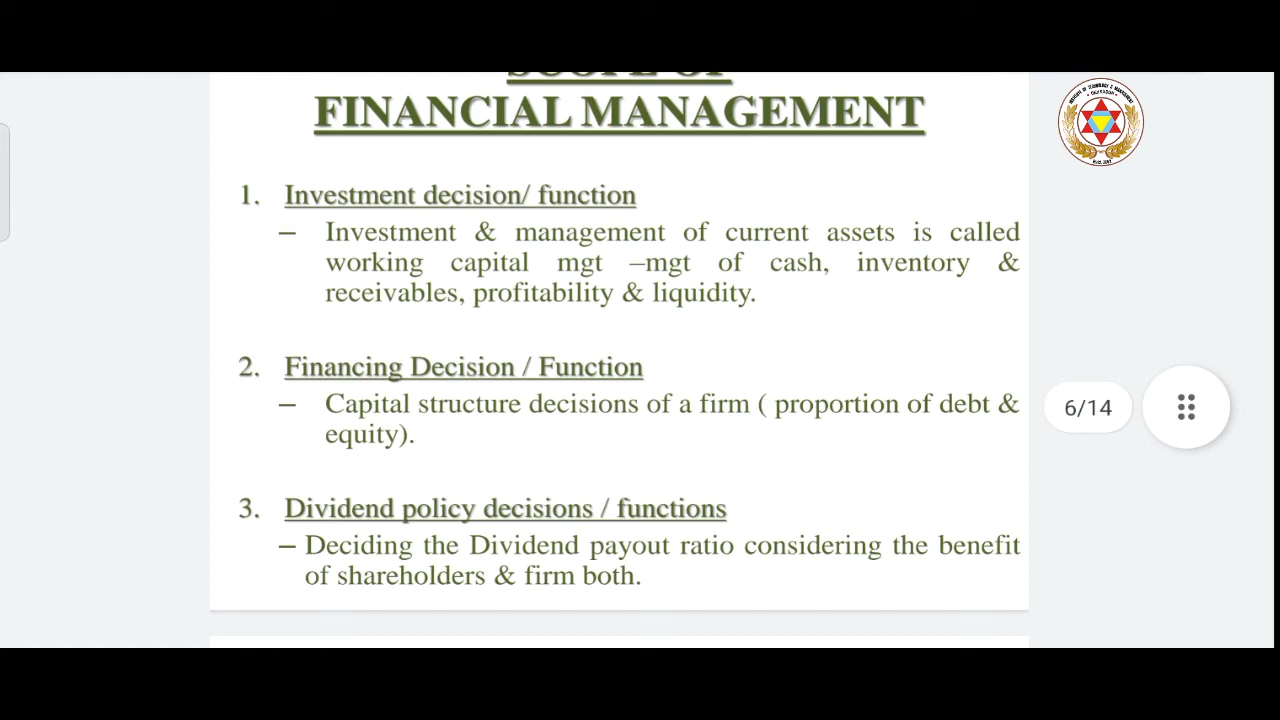 SCOPE OF
FINANCIAL MANAGEMENT
1. Investment decision/ function
– Investment & management of current assets is called
working capital mgt –mgt of cash, inventory &
receivables, profitability & liquidity.
2. Financing Decision / Function
– Capital structure decisions of a firm ( proportion of debt &
equity).
3. Dividend policy decisions / functions
– Deciding the Dividend payout ratio considering the benefit
of shareholders & firm both.
6/14